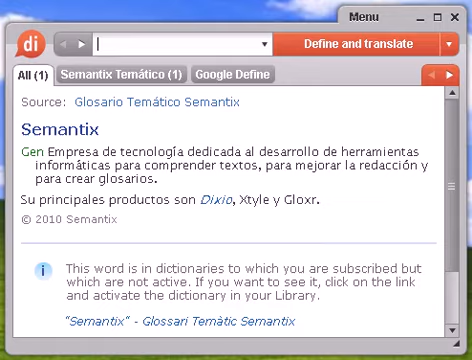 Menu
di
Define and translate
All (1)
Semantix Temático (1)
Google Define
Source: Glosario Temático Semantix
Semantix
Gen Empresa de tecnología dedicada al desarrollo de herramientas
informáticas para comprender textos, para mejorar la redacción y
para crear glosarios.
Su principales producto son Dixio, Xtyle y Gloxr.
© 2010 Semantix
i
This word is in dictionaries to which you are subscribed but
which are not active. If you want to see it, click on the link
and activate the dictionary in your Library.
"Semantix" - Glossari Temàtic Semantix